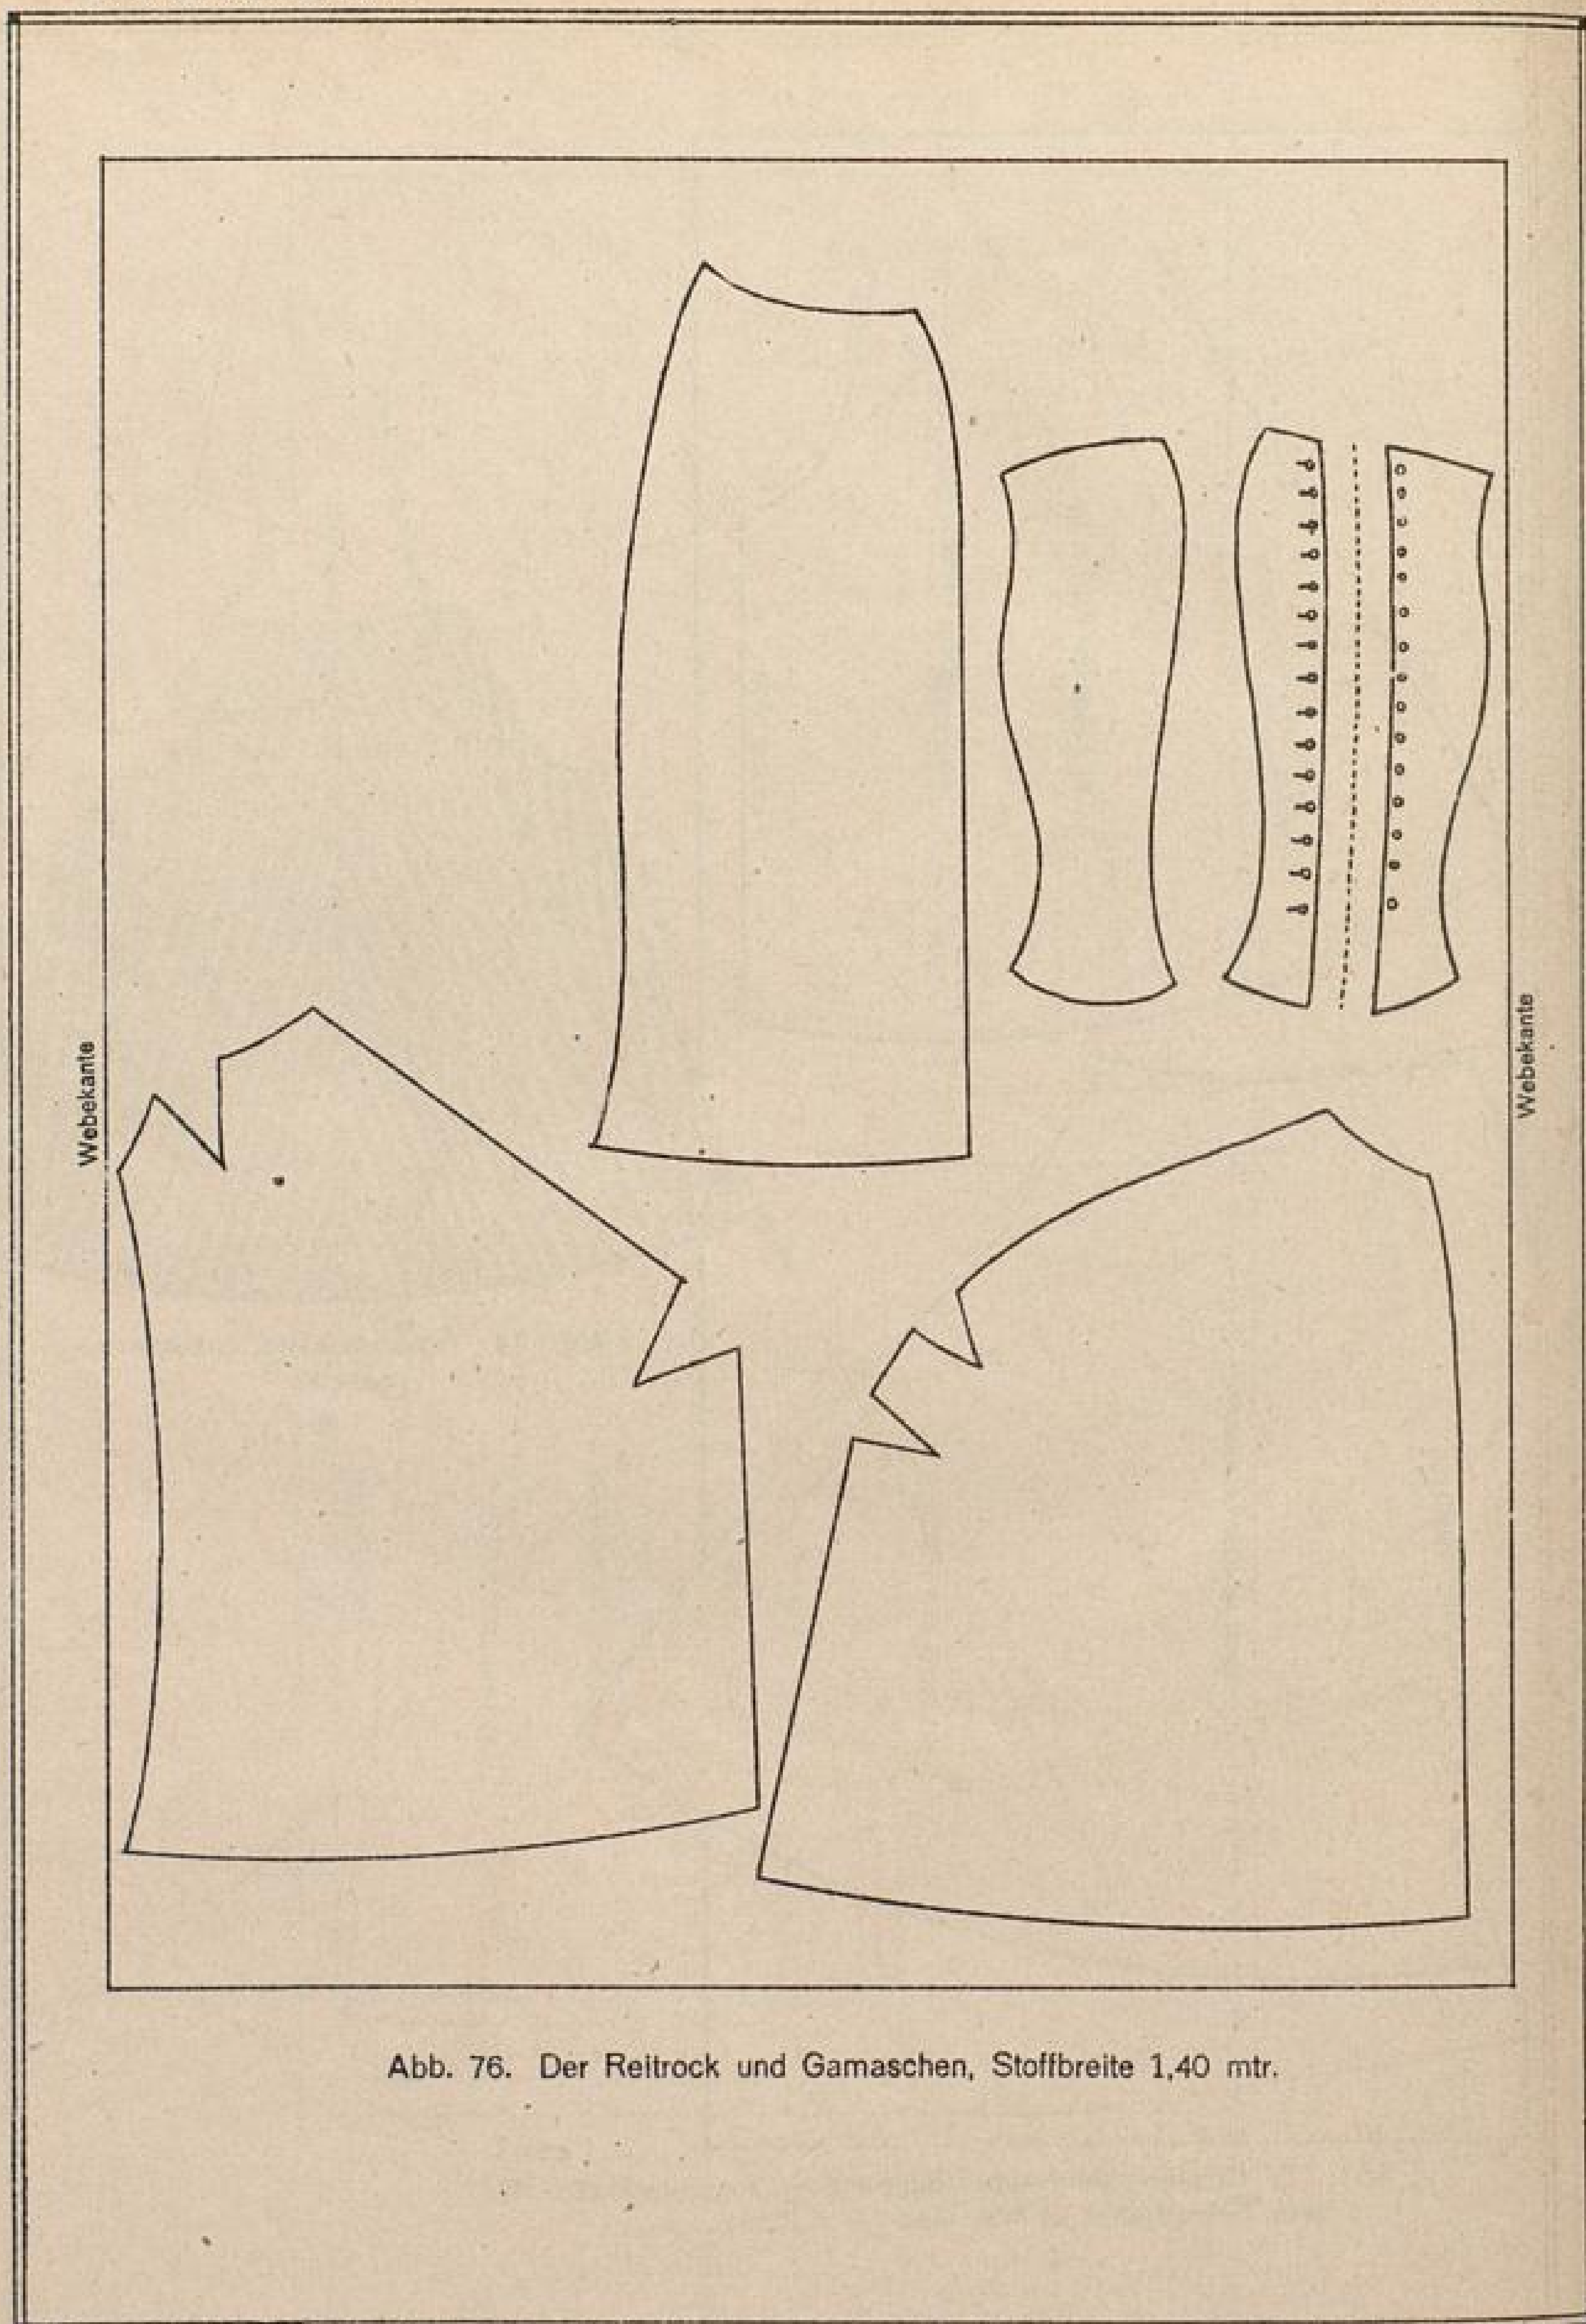 Webekante
Webekante
Abb. 76. Der Reitrock und Gamaschen, Stoffbreite 1,40 mtr.